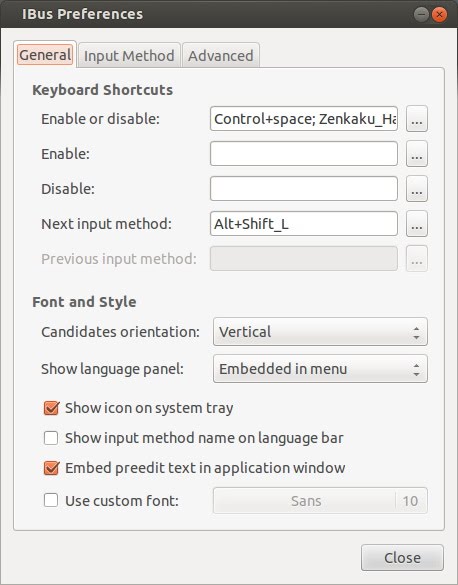 IBus Preferences
General Input Method Advanced
Keyboard Shortcuts
Enable or disable: Control+space; Zenkaku_Ha ...
Enable: ...
Disable: ...
Next input method: Alt+Shift_L ...
Previous input method: ...
Font and Style
Candidates orientation: Vertical
Show language panel: Embedded in menu
Show icon on system tray
Show input method name on language bar
Embed preedit text in application window
Use custom font: Sans 10
Close